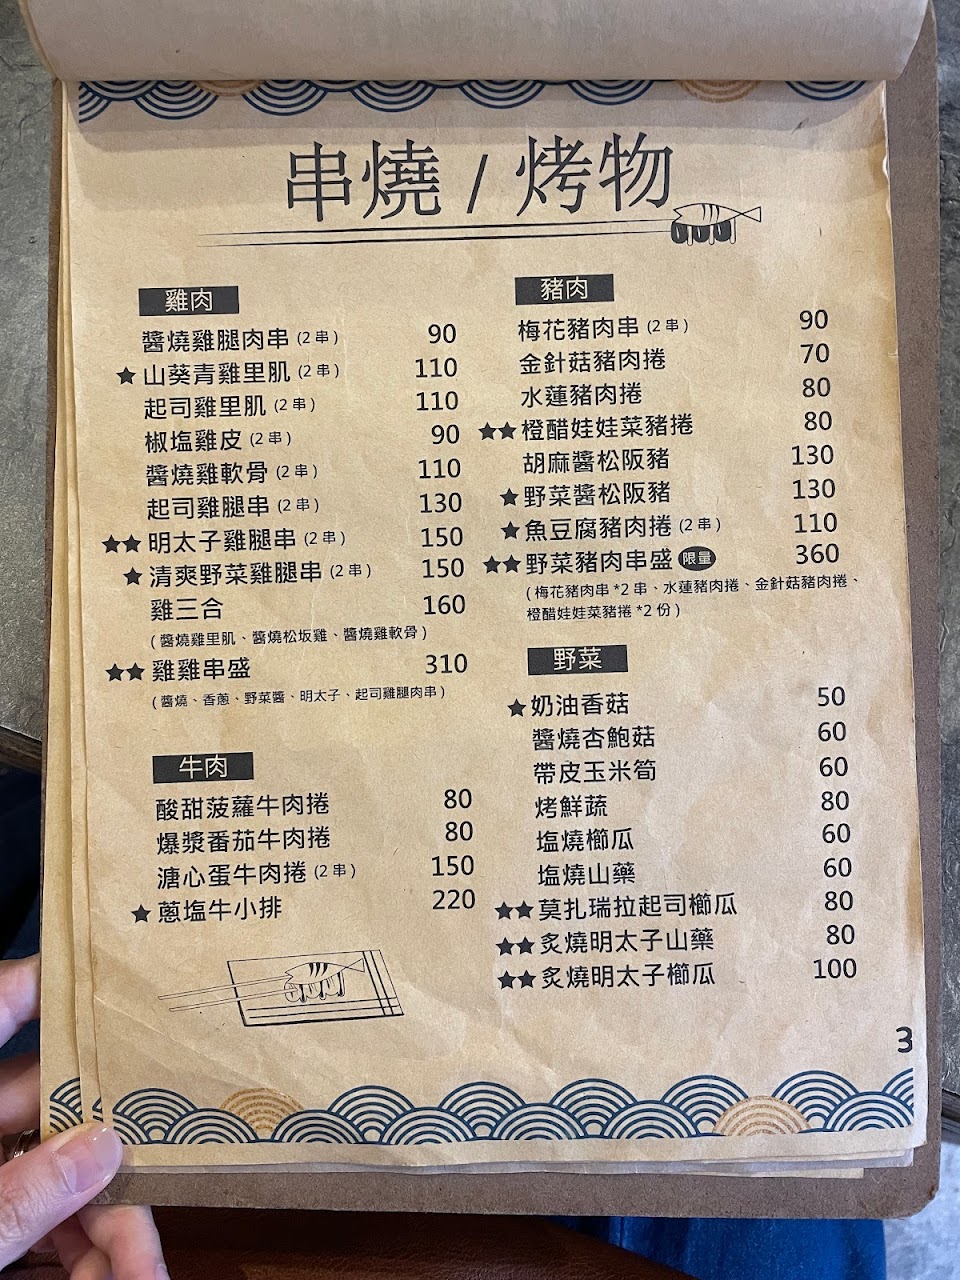 串燒 / 烤物
雞肉
醬燒雞腿肉串 (2 串) 90
★ 山葵青雞里肌 (2 串) 110
起司雞里肌 (2 串) 110
椒塩雞皮 (2 串) 90
醬燒雞軟骨 (2 串) 110
起司雞腿串 (2 串) 130
★★ 明太子雞腿串 (2 串) 150
★ 清爽野菜雞腿串 (2 串) 150
雞三合 160
( 醬燒雞里肌、醬燒松坂雞、醬燒雞軟骨 )
★★ 雞雞串盛 310
( 醬燒、香蔥、野菜醬、明太子、起司雞腿肉串 )
牛肉
酸甜菠蘿牛肉捲 80
爆漿番茄牛肉捲 80
溏心蛋牛肉捲 (2 串) 150
★ 蔥塩牛小排 220
豬肉
梅花豬肉串 (2 串) 90
金針菇豬肉捲 70
水蓮豬肉捲 80
★★ 橙醋娃娃菜豬捲 80
胡麻醬松阪豬 130
★ 野菜醬松阪豬 130
★ 魚豆腐豬肉捲 (2 串) 110
★★ 野菜豬肉串盛 限量 360
( 梅花豬肉串 *2 串、水蓮豬肉捲、金針菇豬肉捲、
橙醋娃娃菜豬捲 *2 份 )
野菜
★ 奶油香菇 50
醬燒杏鮑菇 60
帶皮玉米筍 60
烤鮮蔬 80
塩燒櫛瓜 60
塩燒山藥 60
★★ 莫扎瑞拉起司櫛瓜 80
★★ 炙燒明太子山藥 80
★★ 炙燒明太子櫛瓜 100
3